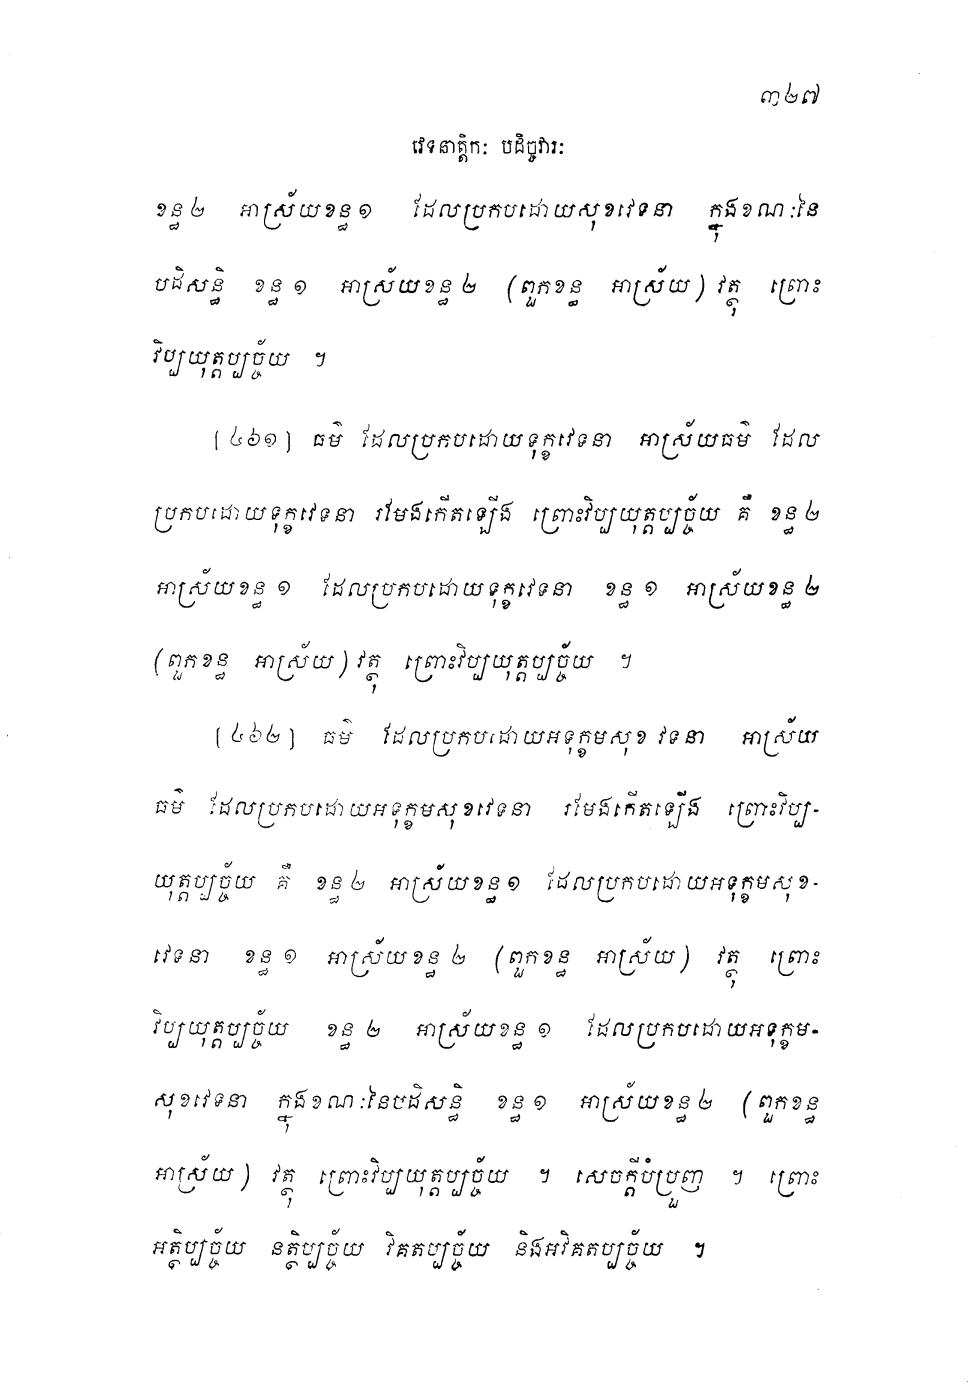 ៣២៧
វេទនាត្តិកៈ បដិច្ចវារៈ
ខន្ធ ២ អាស្រ័យខន្ធ ១ ដែលប្រកបដោយសុខវេទនា ក្នុងខណៈនៃ
បដិសន្ធិ ខន្ធ ១ អាស្រ័យខន្ធ ២ (ពួកខន្ធ អាស្រ័យ) វត្ថុ ព្រោះ
វិប្បយុត្តប្បច្ច័យ ។
[៤៦១] ធម៌ ដែលប្រកបដោយទុក្ខវេទនា អាស្រ័យធម៌ ដែល
ប្រកបដោយទុក្ខវេទនា រមែងកើតឡើង ព្រោះវិប្បយុត្តប្បច្ច័យ គឺ ខន្ធ ២
អាស្រ័យខន្ធ ១ ដែលប្រកបដោយទុក្ខវេទនា ខន្ធ ១ អាស្រ័យខន្ធ ២
(ពួកខន្ធ អាស្រ័យ) វត្ថុ ព្រោះវិប្បយុត្តប្បច្ច័យ ។
[៤៦២] ធម៌ ដែលប្រកបដោយអទុក្ខមសុខវេទនា អាស្រ័យ
ធម៌ ដែលប្រកបដោយអទុក្ខមសុខវេទនា រមែងកើតឡើង ព្រោះវិប្ប-
យុត្តប្បច្ច័យ គឺ ខន្ធ ២ អាស្រ័យខន្ធ ១ ដែលប្រកបដោយអទុក្ខមសុខ-
វេទនា ខន្ធ ១ អាស្រ័យខន្ធ ២ (ពួកខន្ធ អាស្រ័យ) វត្ថុ ព្រោះ
វិប្បយុត្តប្បច្ច័យ ខន្ធ ២ អាស្រ័យខន្ធ ១ ដែលប្រកបដោយអទុក្ខម-
សុខវេទនា ក្នុងខណៈនៃបដិសន្ធិ ខន្ធ ១ អាស្រ័យខន្ធ ២ (ពួកខន្ធ
អាស្រ័យ) វត្ថុ ព្រោះវិប្បយុត្តប្បច្ច័យ ។ សេចក្តីបំប្រួញ ។ ព្រោះ
អត្ថិប្បច្ច័យ នត្ថិប្បច្ច័យ វិគតប្បច្ច័យ និងអវិគតប្បច្ច័យ ។